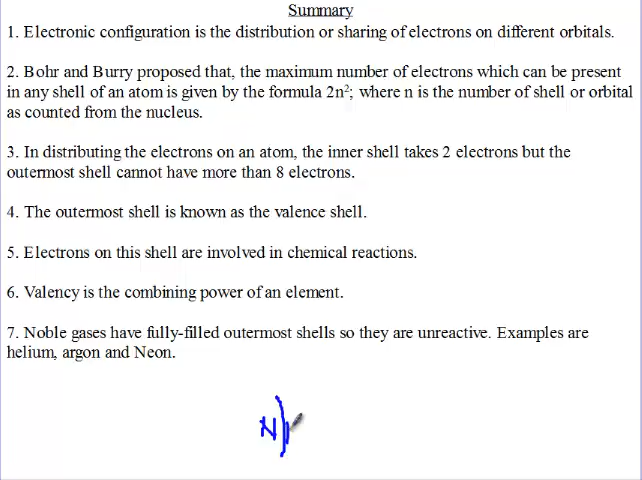 Summary
1. Electronic configuration is the distribution or sharing of electrons on different orbitals.
2. Bohr and Burry proposed that, the maximum number of electrons which can be present
in any shell of an atom is given by the formula 2n²; where n is the number of shell or orbital
as counted from the nucleus.
3. In distributing the electrons on an atom, the inner shell takes 2 electrons but the
outermost shell cannot have more than 8 electrons.
4. The outermost shell is known as the valence shell.
5. Electrons on this shell are involved in chemical reactions.
6. Valency is the combining power of an element.
7. Noble gases have fully-filled outermost shells so they are unreactive. Examples are
helium, argon and Neon.
N)